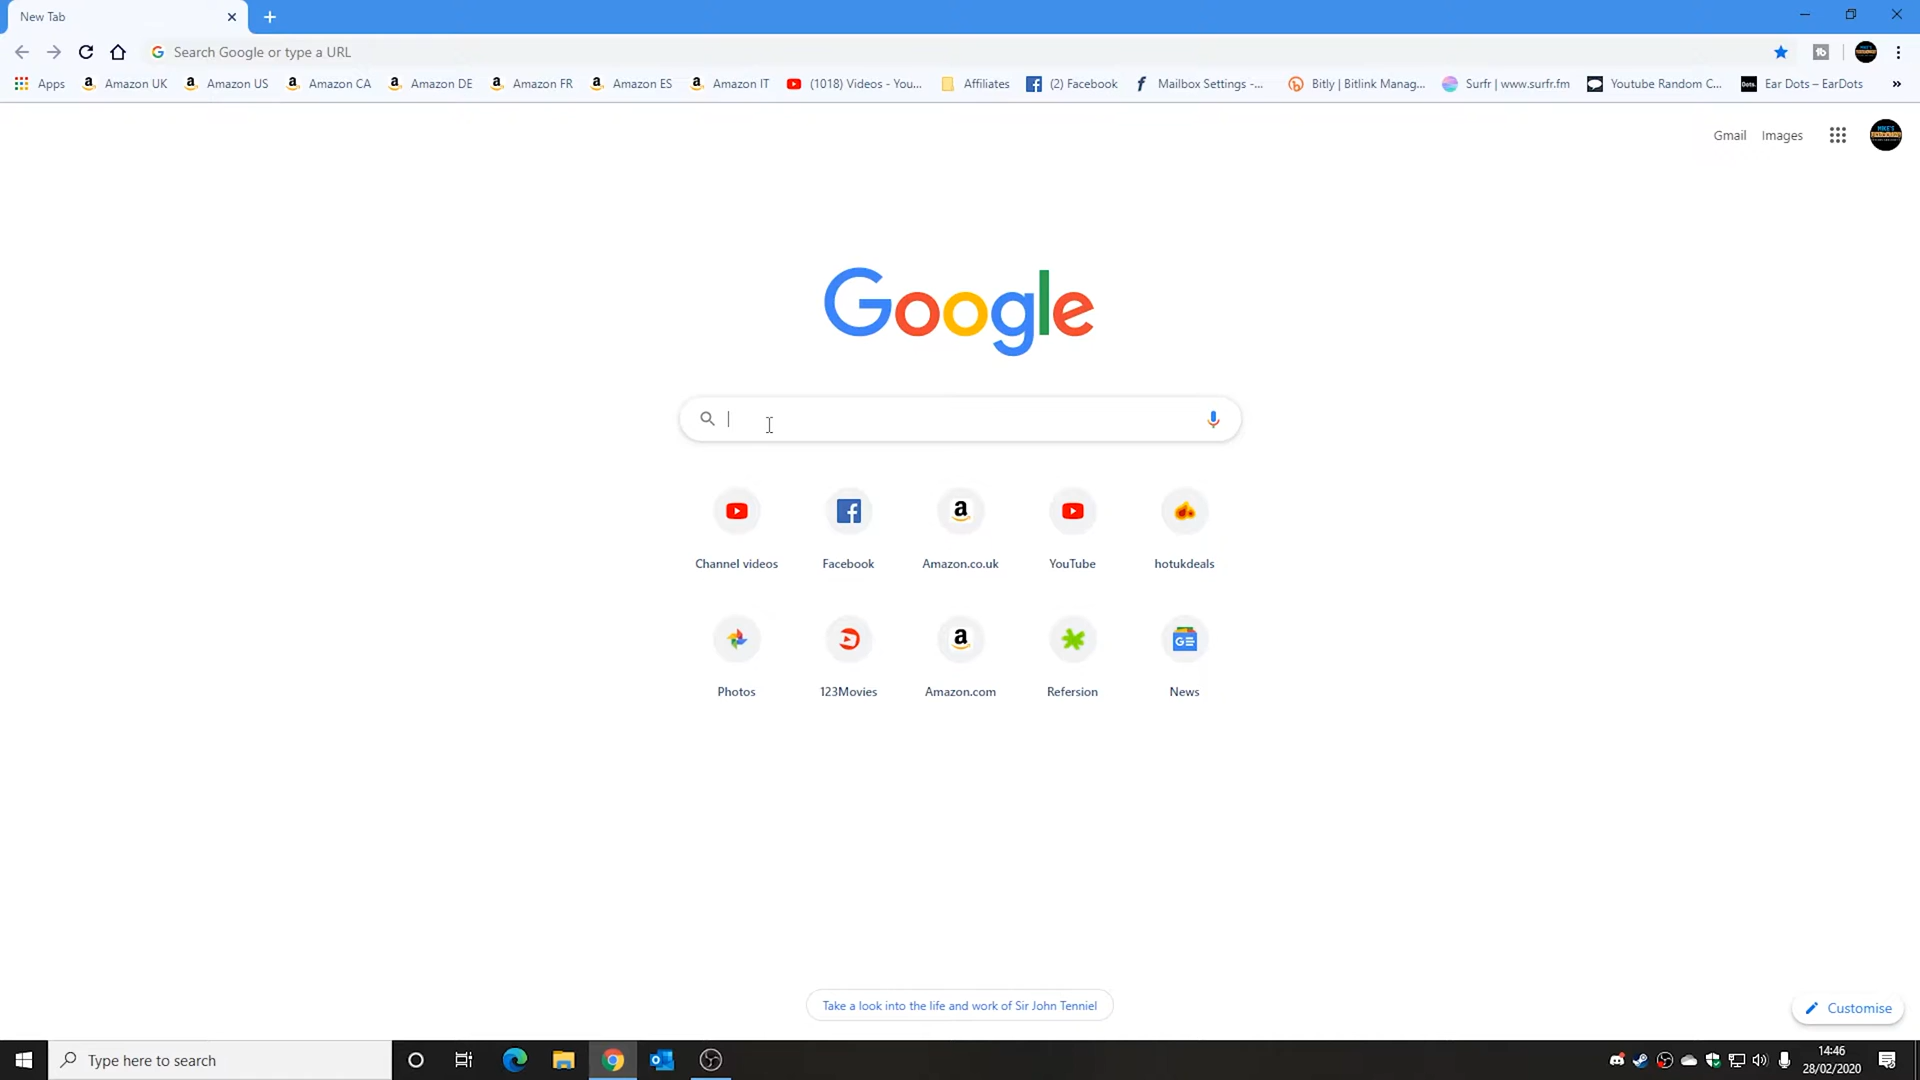 New Tab
Search Google or type a URL
Apps Amazon UK Amazon US Amazon CA Amazon DE Amazon FR Amazon ES Amazon IT (1018) Videos - You... Affiliates (2) Facebook Mailbox Settings -... Bitly | Bitlink Manag... Surfr | www.surfr.fm Youtube Random C... Ear Dots – EarDots »
Gmail Images
Google
Channel videos Facebook Amazon.co.uk YouTube hotukdeals
Photos 123Movies Amazon.com Refersion News
Take a look into the life and work of Sir John Tenniel
Customise
Type here to search
14:46
28/02/2020